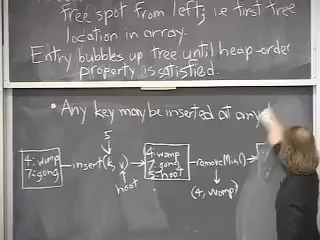 free spot from left; i.e. first free
location in array.
Entry bubbles up tree until heap-order
property is satisfied.
• Any key may be inserted at any
5
4: womp
7: gong
insert(k, v)
hoot
4: womp
7: gong
5: hoot
removeMin()
(4, womp)